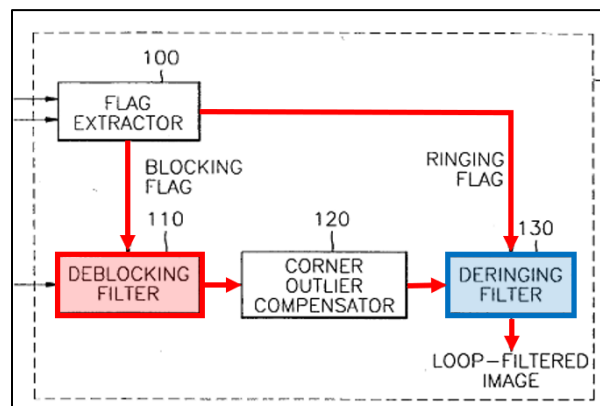 100
FLAG
EXTRACTOR
BLOCKING
FLAG
RINGING
FLAG
110
120
130
DEBLOCKING
FILTER
CORNER
OUTLIER
COMPENSATOR
DERINGING
FILTER
LOOP-FILTERED
IMAGE